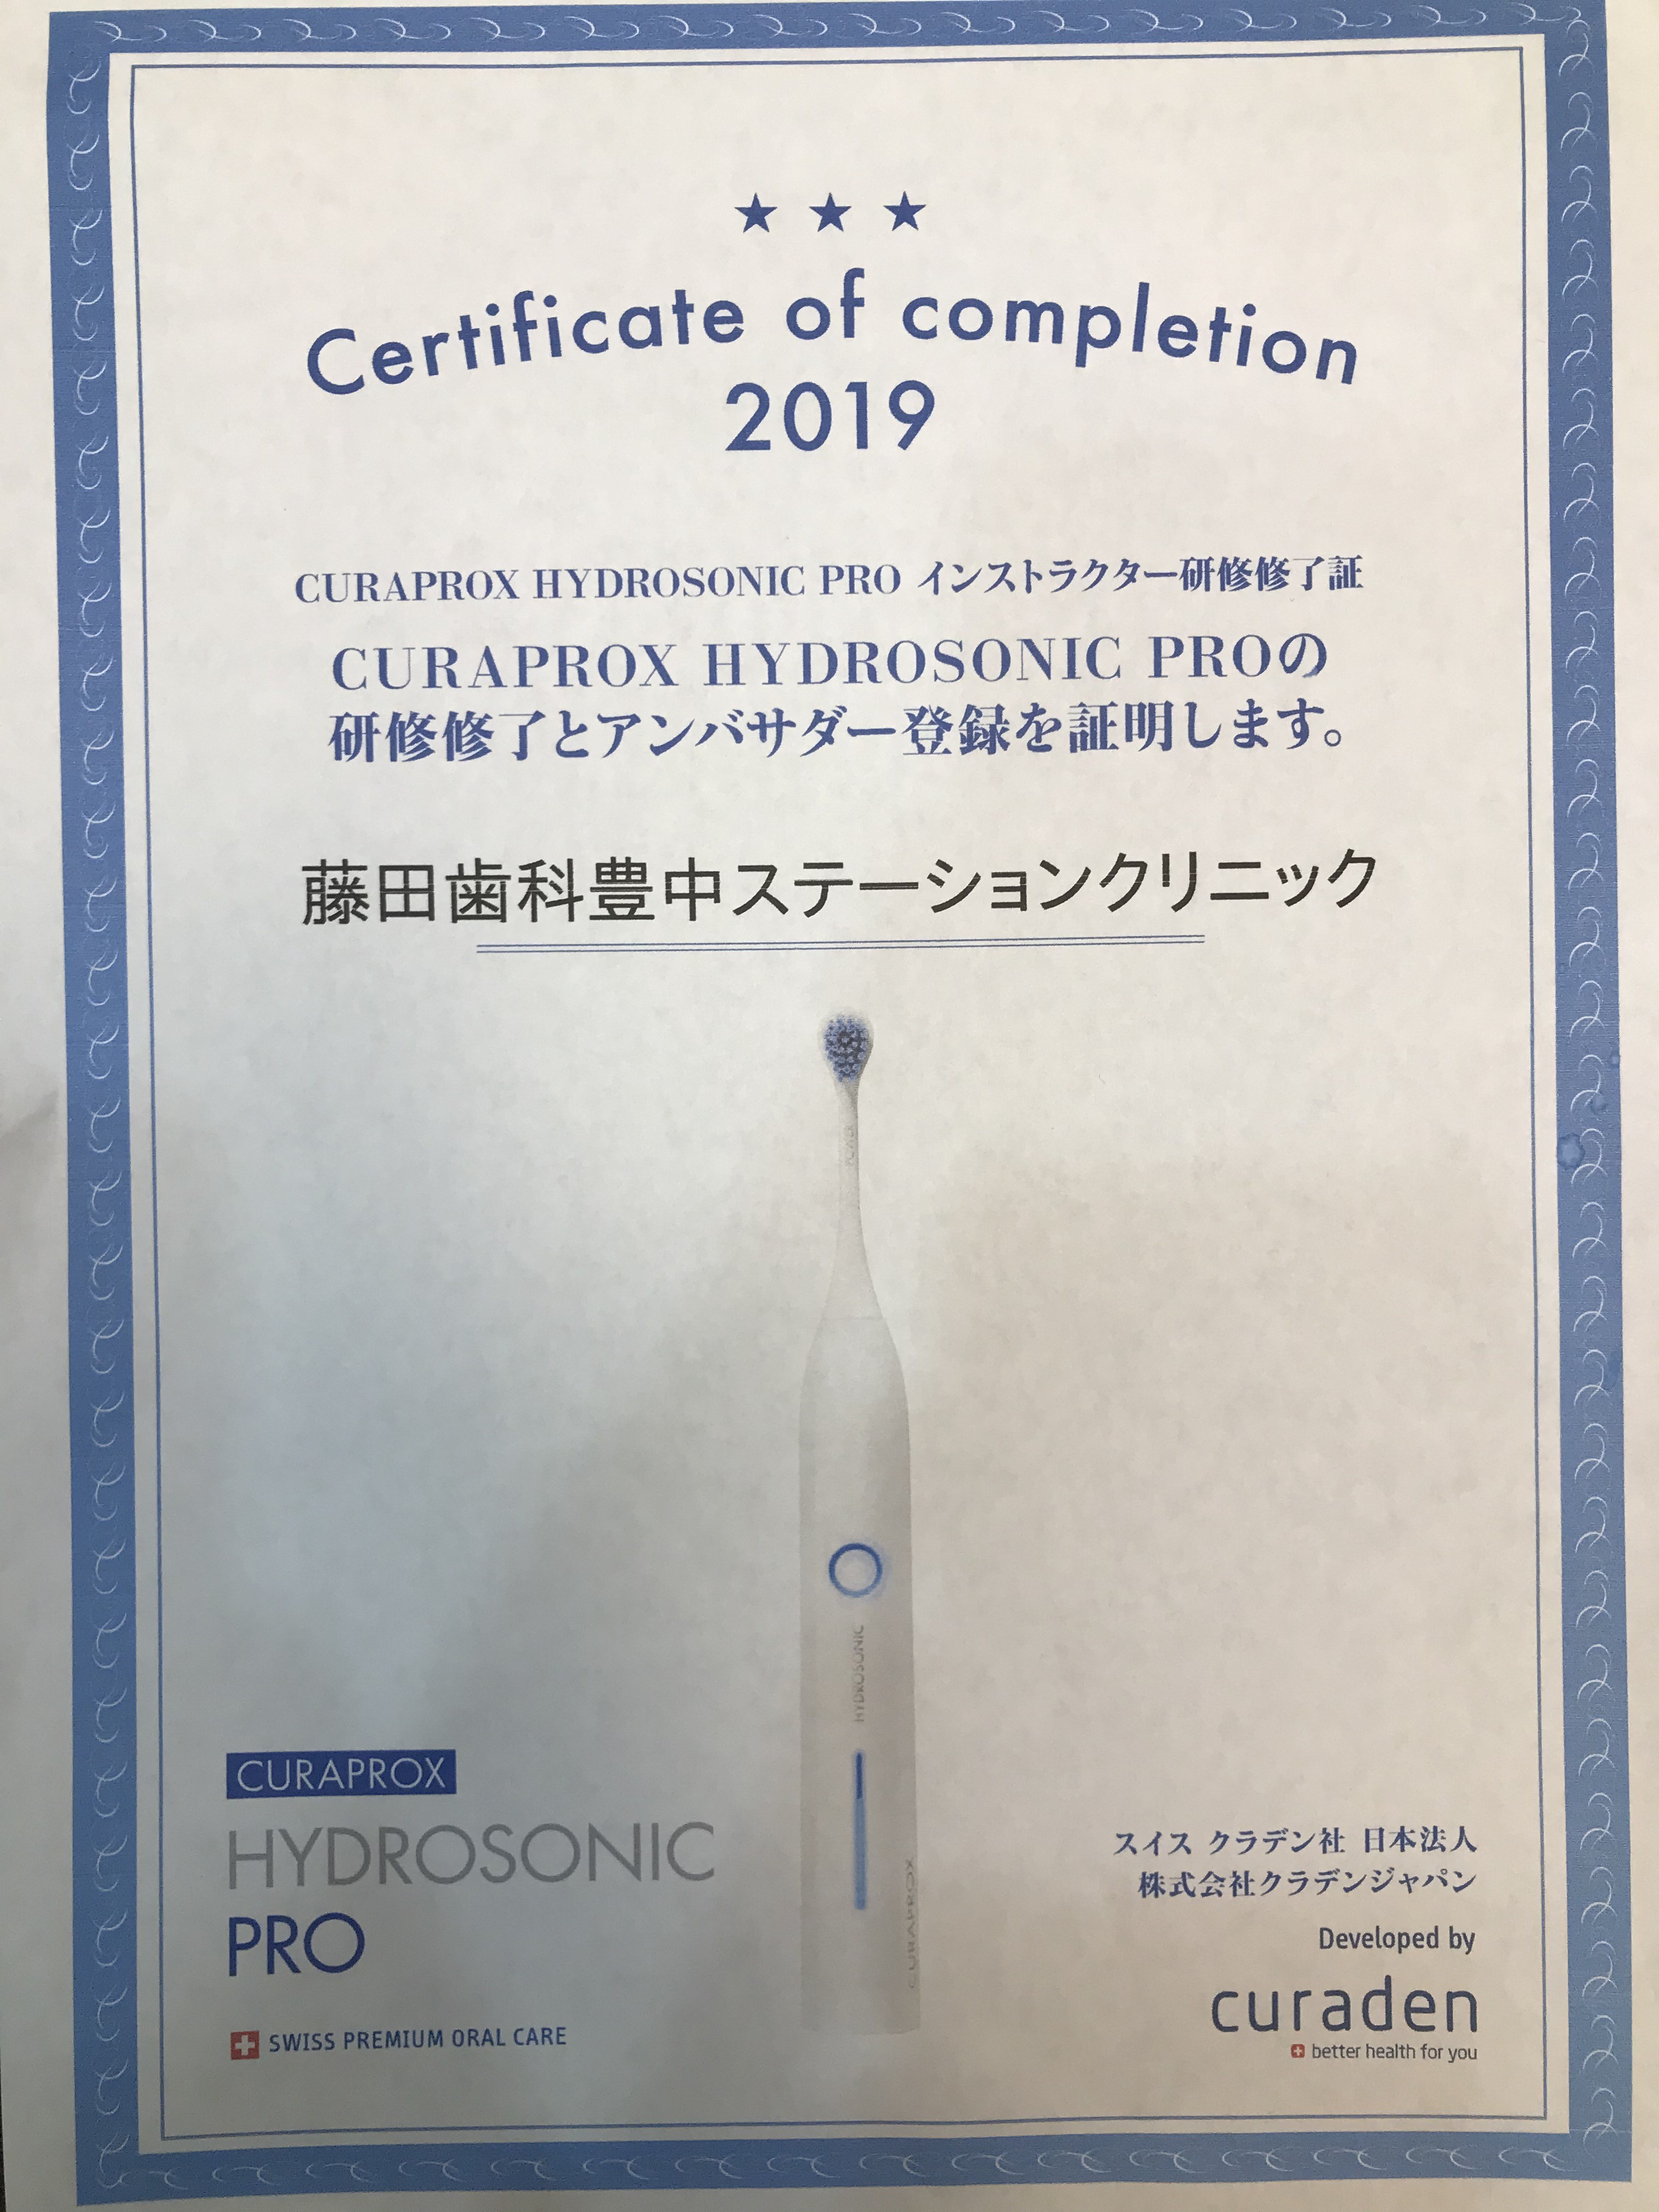 ★ ★ ★
Certificate of completion
2019
CURAPROX HYDROSONIC PRO インストラクター研修修了証
CURAPROX HYDROSONIC PROの
研修修了とアンバサダー登録を証明します。
藤田歯科豊中ステーションクリニック
POWER
HYDROSONIC
CURAPROX
CURAPROX
HYDROSONIC
PRO
SWISS PREMIUM ORAL CARE
スイス クラデン社 日本法人
株式会社クラデンジャパン
Developed by
curaden
better health for you